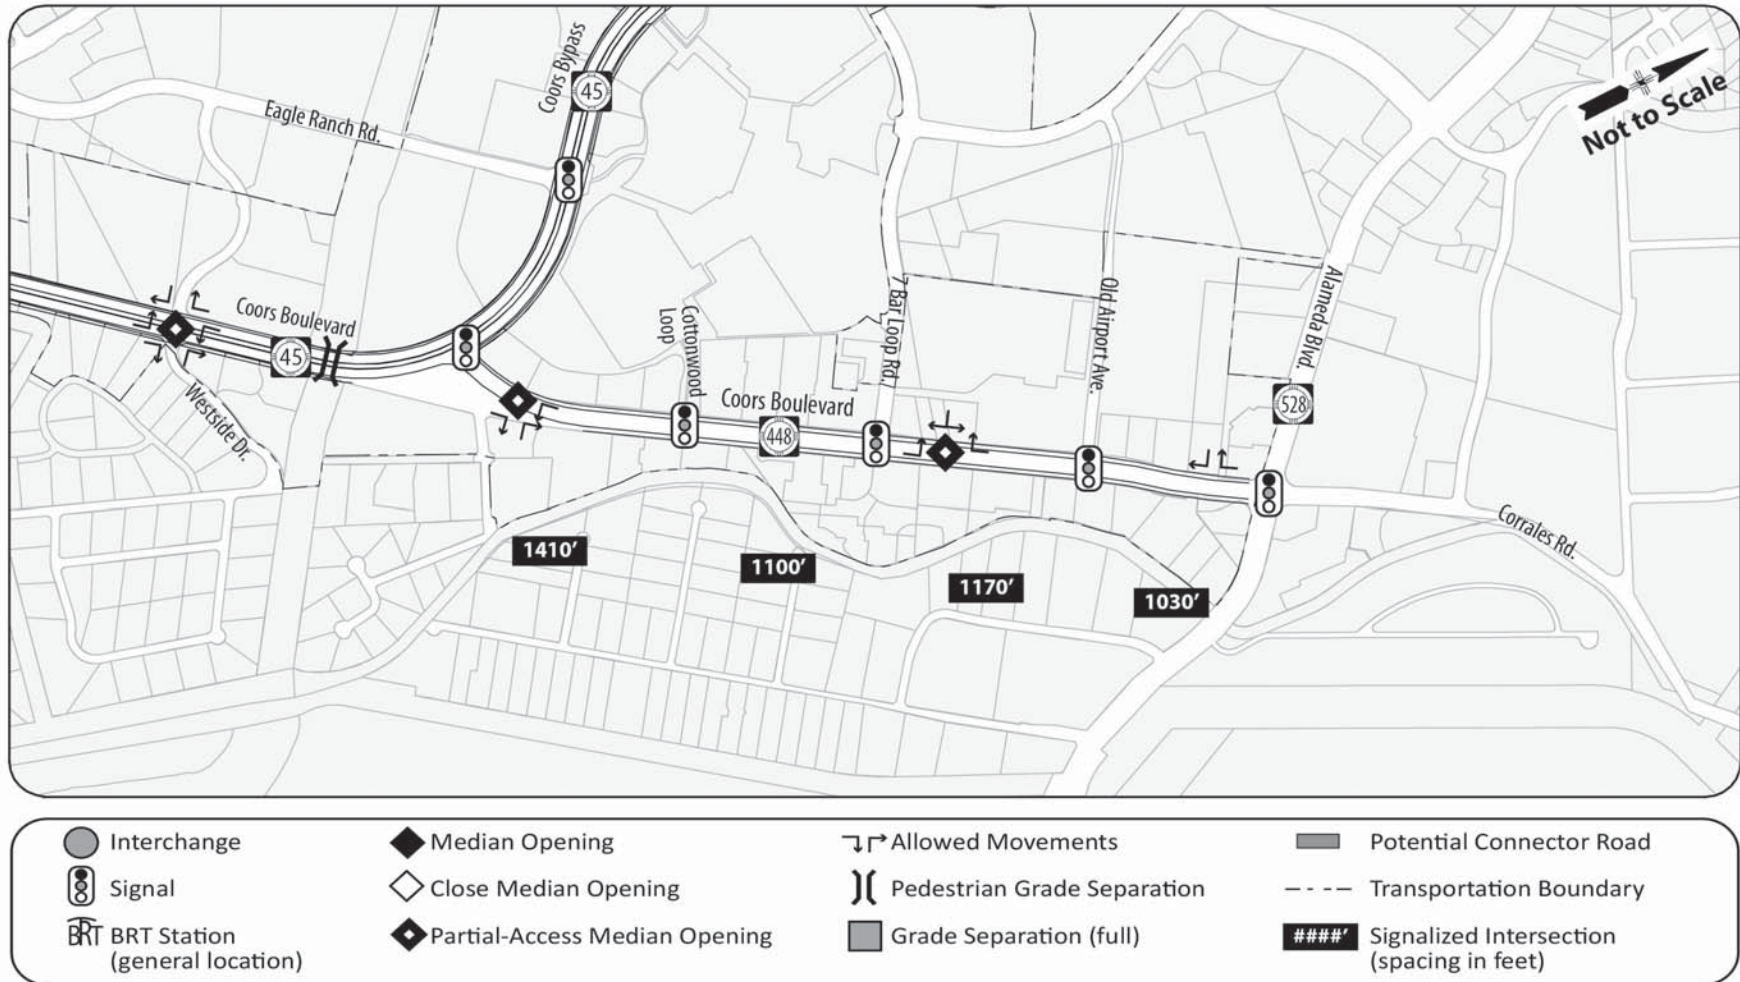 Coors Bypass
45
Eagle Ranch Rd.
Not to Scale
Coors Boulevard
45
Westside Dr.
Cottonwood
Loop
Coors Boulevard
448
7 Bar Loop Rd.
Old Airport Ave.
Alameda Blvd.
528
Corrales Rd.
1410′
1100′
1170′
1030′
Interchange
Signal
BRT BRT Station
(general location)
Median Opening
Close Median Opening
Partial-Access Median Opening
Allowed Movements
Pedestrian Grade Separation
Grade Separation (full)
Potential Connector Road
Transportation Boundary
####′ Signalized Intersection
(spacing in feet)